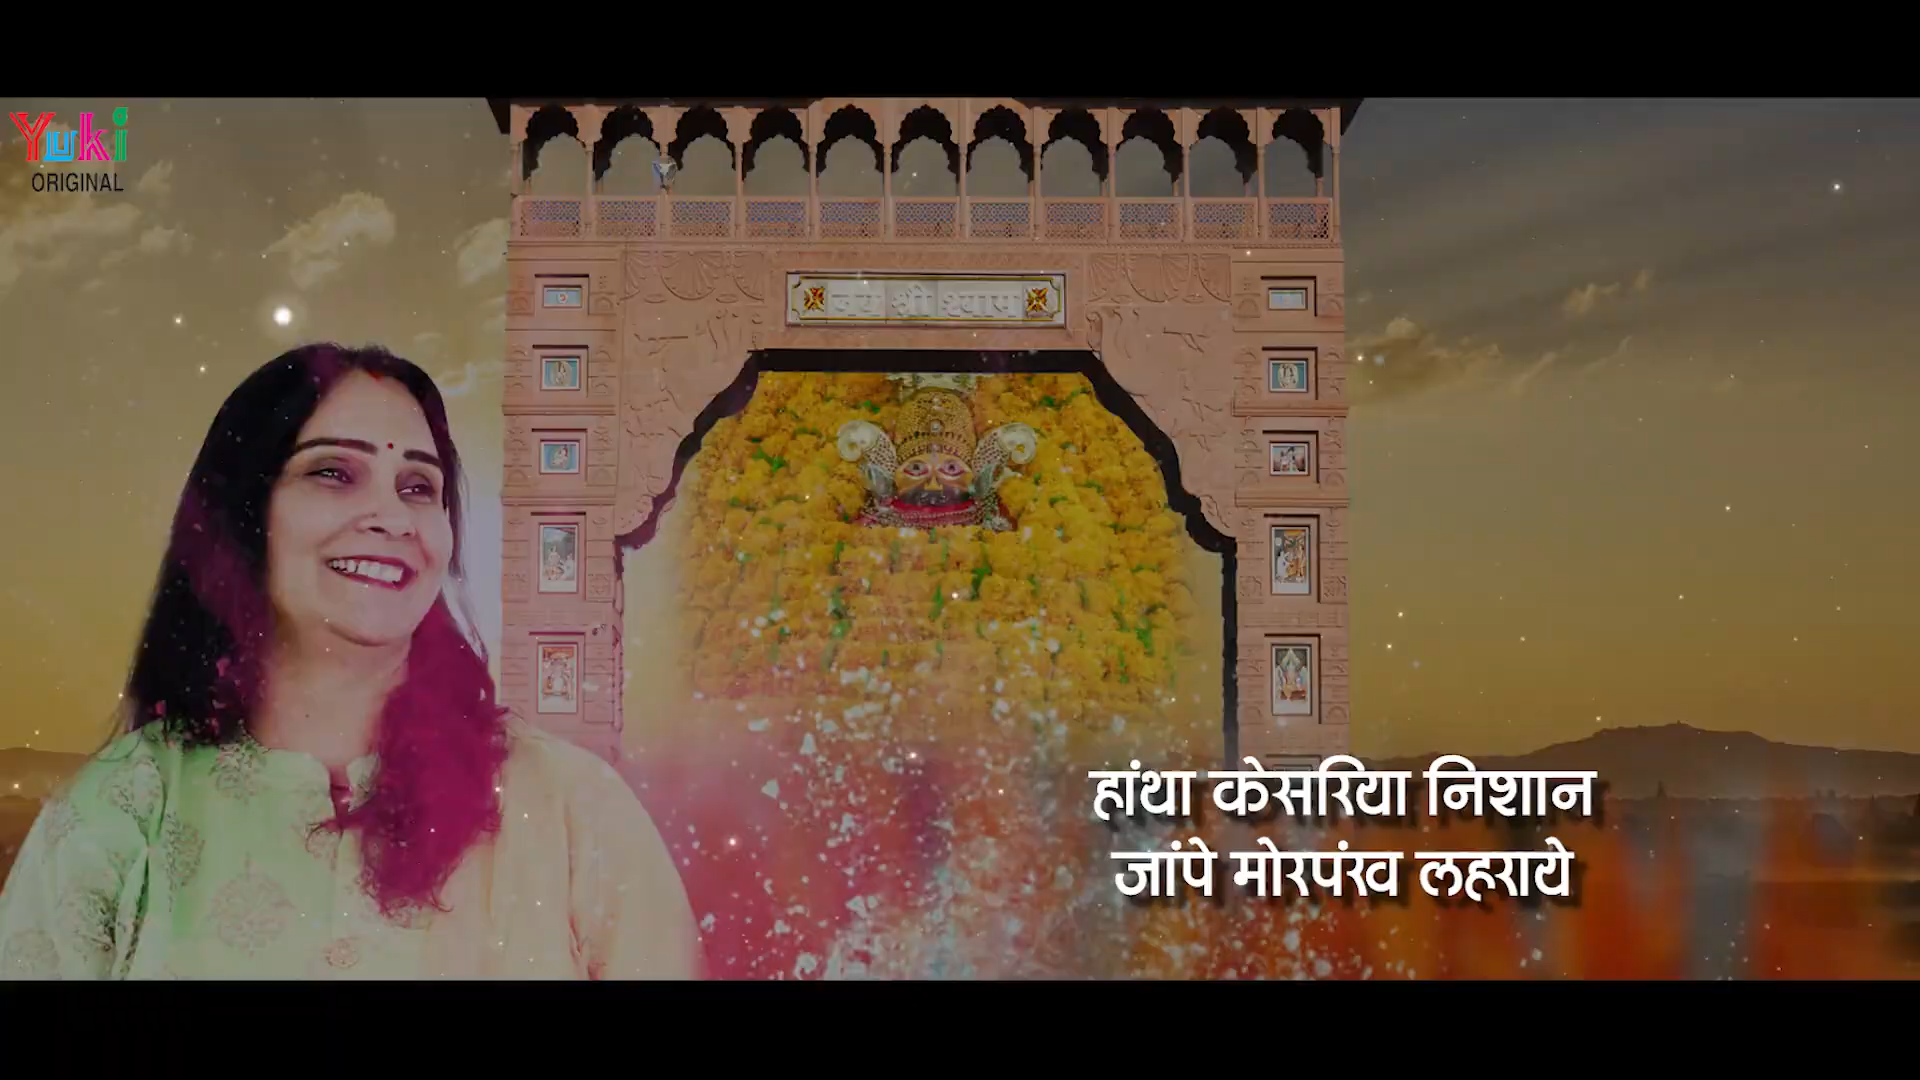 Yuki
ORIGINAL
जय श्री श्याम
हांथा केसरिया निशान
जांपे मोरपंख लहराये